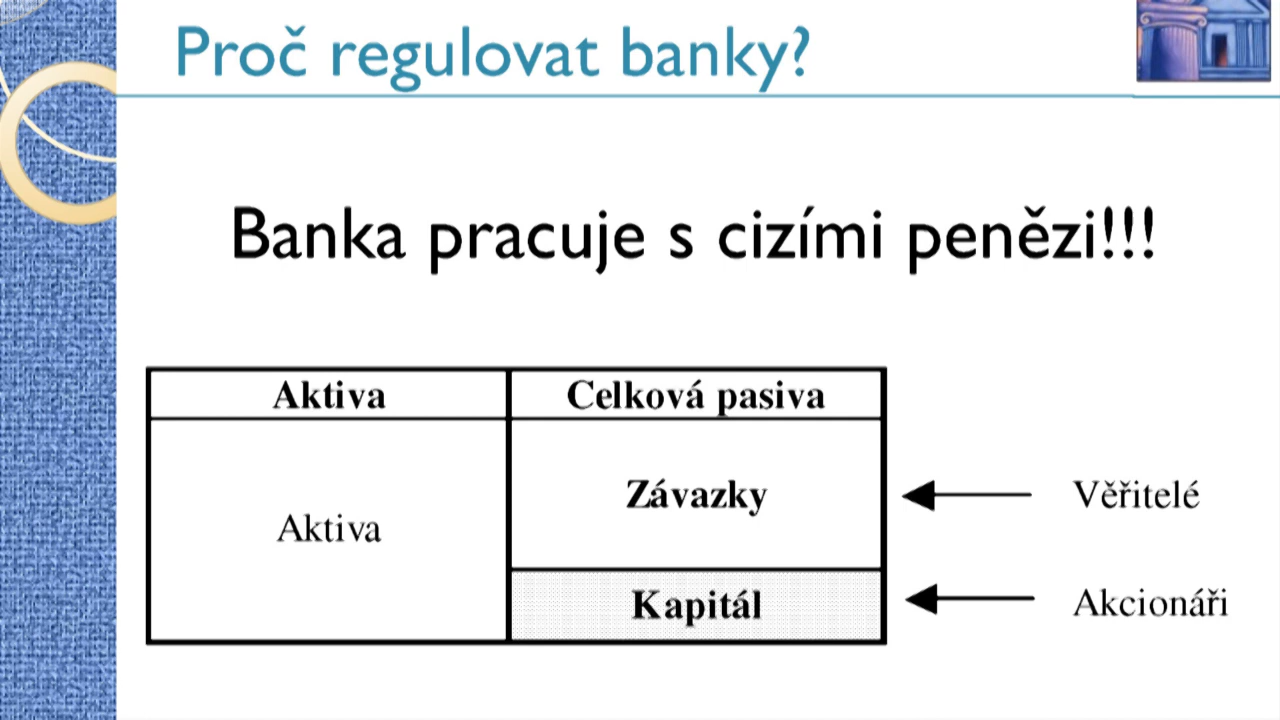 Proč regulovat banky?
Banka pracuje s cizími penězi!!!
Aktiva Celková pasiva
Závazky Věřitelé
Aktiva
Kapitál Akcionáři